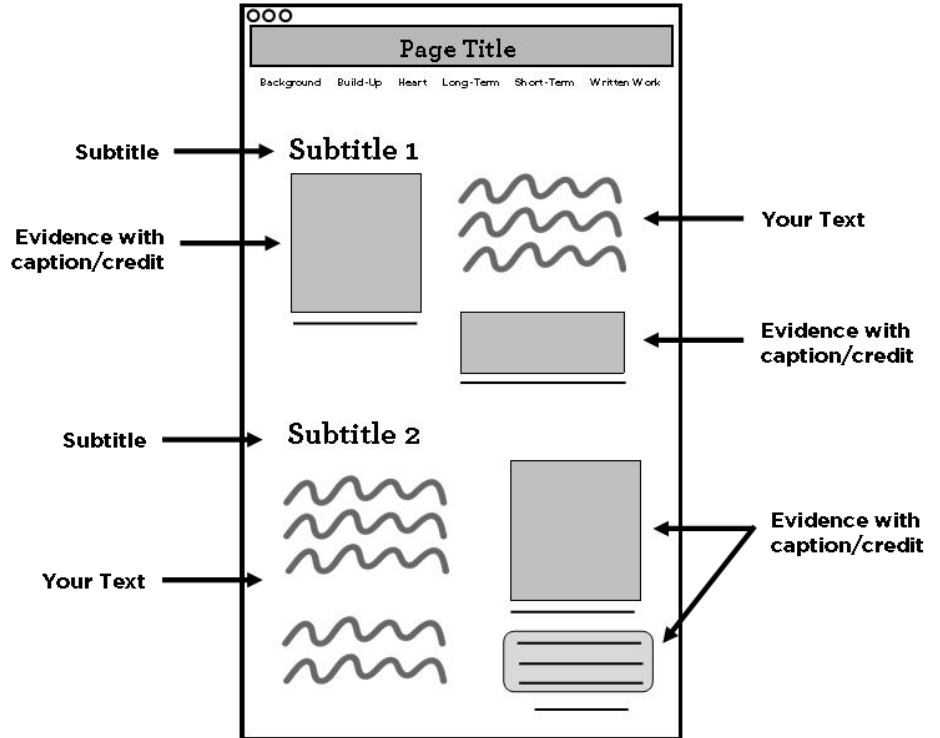 Page Title
Background Build-Up Heart Long-Term Short-Term Written Work
Subtitle
Subtitle 1
Your Text
Evidence with
caption/credit
Evidence with
caption/credit
Subtitle
Subtitle 2
Evidence with
caption/credit
Your Text